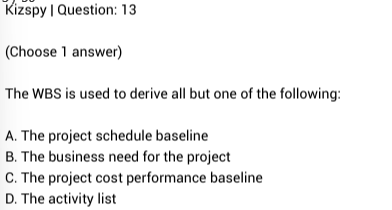 Kizspy | Question: 13
(Choose 1 answer)
The WBS is used to derive all but one of the following:
A. The project schedule baseline
B. The business need for the project
C. The project cost performance baseline
D. The activity list